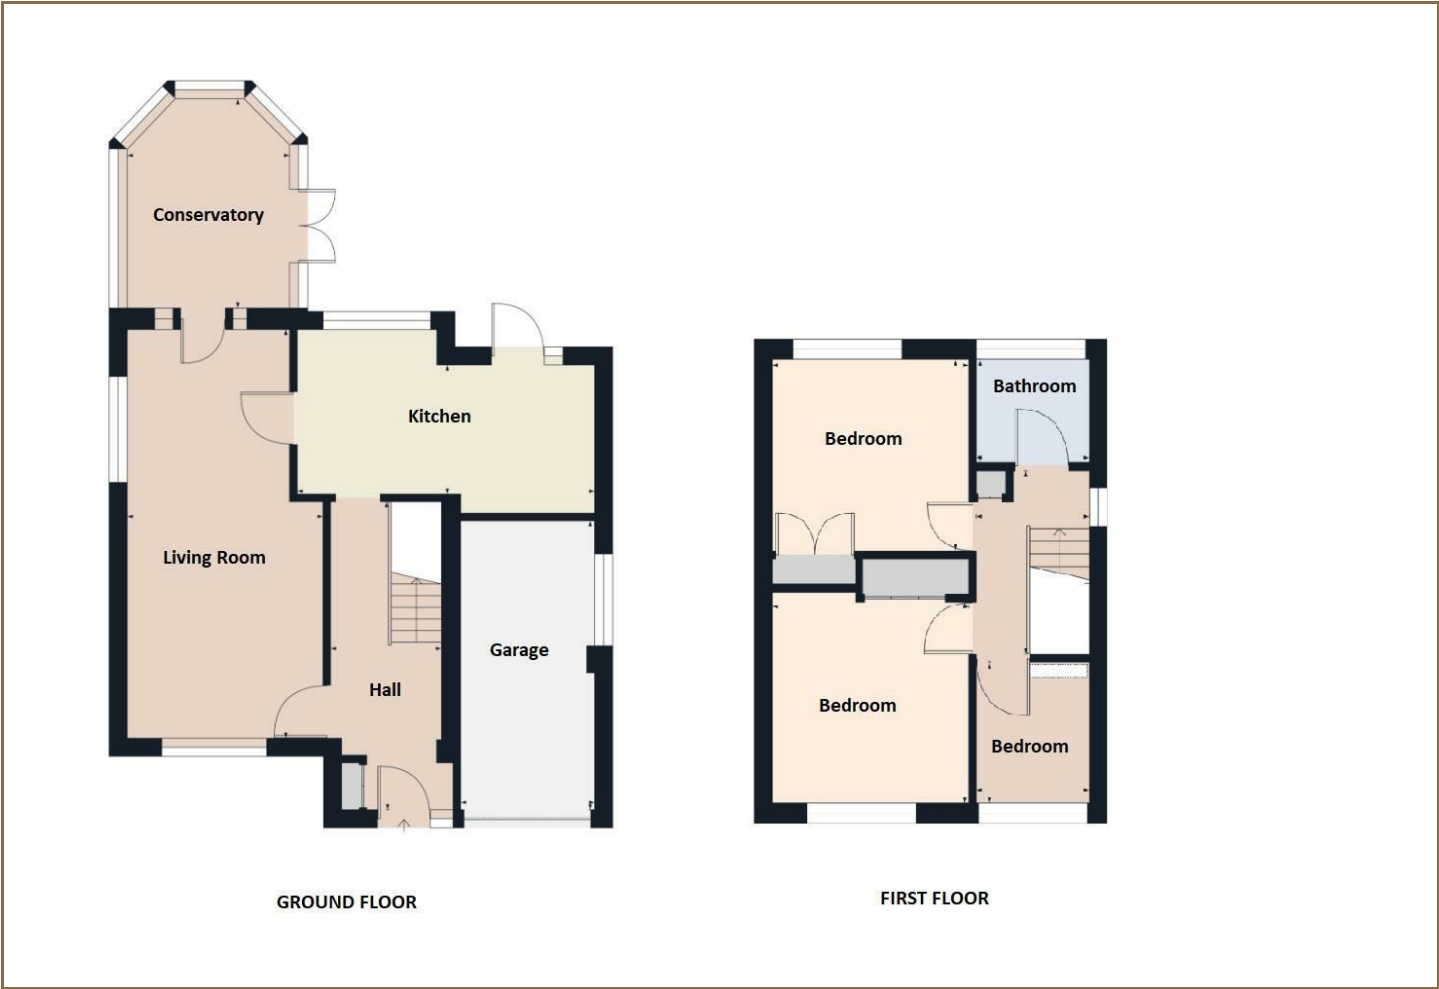 Conservatory
Kitchen
Living Room
Garage
Hall
GROUND FLOOR
Bathroom
Bedroom
Bedroom
Bedroom
FIRST FLOOR